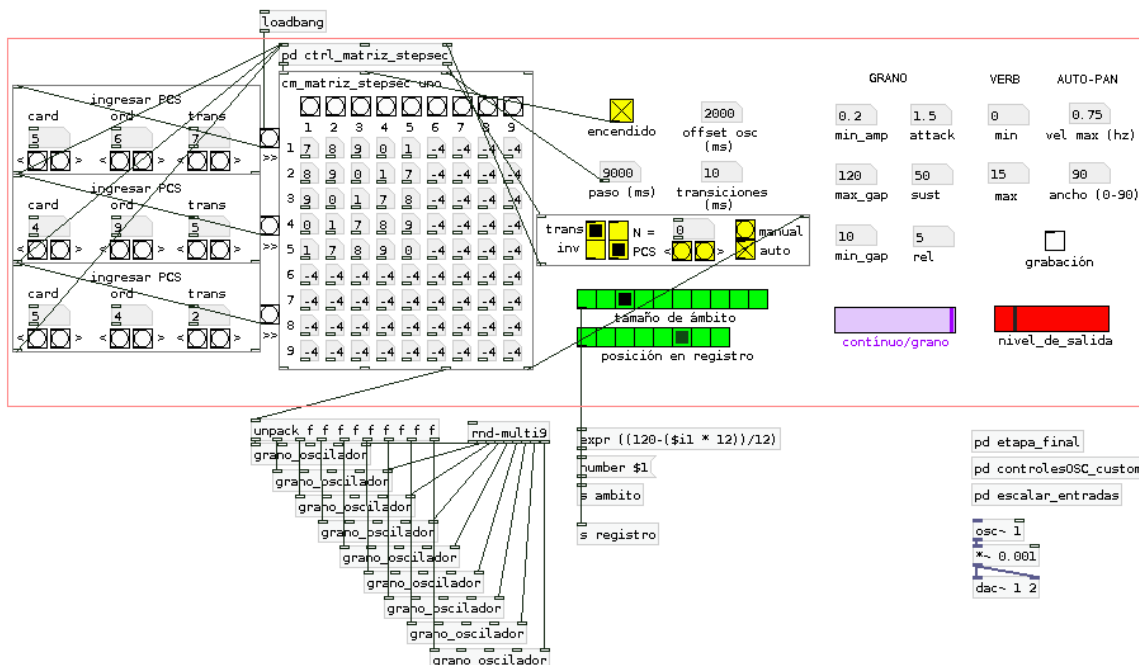 loadbang
pd ctrl_matriz_stepsec
cm_matriz_stepsec uno
1 2 3 4 5 6 7 8 9
1 7 8 9 0 1 -4 -4 -4 -4
2 8 9 0 1 7 -4 -4 -4 -4
3 9 0 1 7 8 -4 -4 -4 -4
4 0 1 7 8 9 -4 -4 -4 -4
5 1 7 8 9 0 -4 -4 -4 -4
6 -4 -4 -4 -4 -4 -4 -4 -4 -4
7 -4 -4 -4 -4 -4 -4 -4 -4 -4
8 -4 -4 -4 -4 -4 -4 -4 -4 -4
9 -4 -4 -4 -4 -4 -4 -4 -4 -4
ingresar PCS
card ord trans
5 6 7
< > < > < > >>
ingresar PCS
card ord trans
4 9 5
< > < > < > >>
ingresar PCS
card ord trans
5 4 2
< > < > < > >>
encendido
2000
offset osc
(ms)
9000
paso (ms)
10
transiciones
(ms)
trans N = 0 manual
inv PCS < > auto
tamaño de ámbito
posición en registro
GRANO VERB AUTO-PAN
0.2 1.5 0 0.75
min_amp attack min vel max (hz)
120 50 15 90
max_gap sust max ancho (0-90)
10 5
min_gap rel
grabación
contínuo/grano
nivel_de_salida
unpack f f f f f f f f f
rnd-multi9
grano_oscilador
grano_oscilador
grano_oscilador
grano_oscilador
grano_oscilador
grano_oscilador
grano_oscilador
grano_oscilador
grano_oscilador
expr ((120-($i1 * 12))/12)
number $1
s ambito
s registro
pd etapa_final
pd controlesOSC_custom
pd escalar_entradas
osc~ 1
*~ 0.001
dac~ 1 2